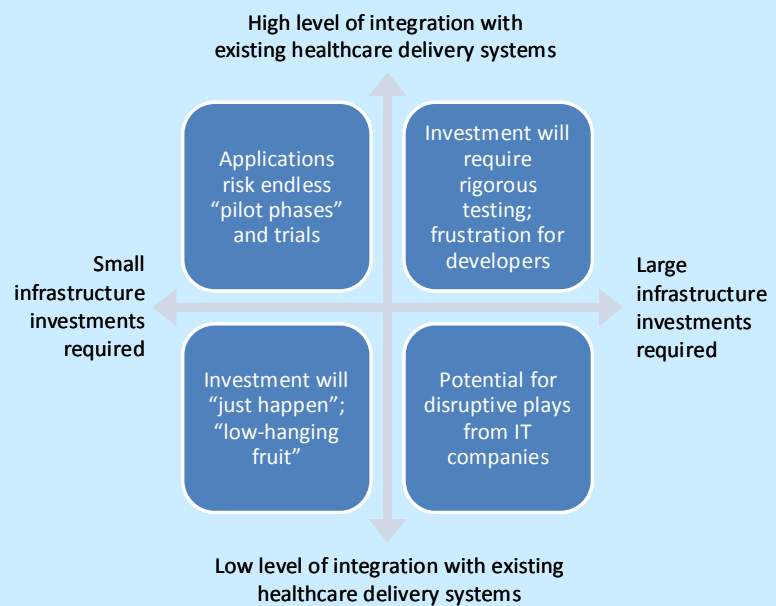 High level of integration with
existing healthcare delivery systems
Applications
risk endless
“pilot phases”
and trials
Investment will
require
rigorous
testing;
frustration for
developers
Small
infrastructure
investments
required
Large
infrastructure
investments
required
Investment will
“just happen”;
“low-hanging
fruit”
Potential for
disruptive plays
from IT
companies
Low level of integration with existing
healthcare delivery systems